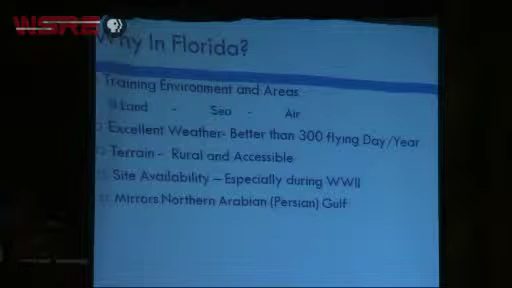 WSRE PBS
Why In Florida?
Training Environment and Areas
Land - Sea - Air
Excellent Weather- Better than 300 flying Day/Year
Terrain - Rural and Accessible
Site Availability – Especially during WWII
Mirrors Northern Arabian (Persian) Gulf